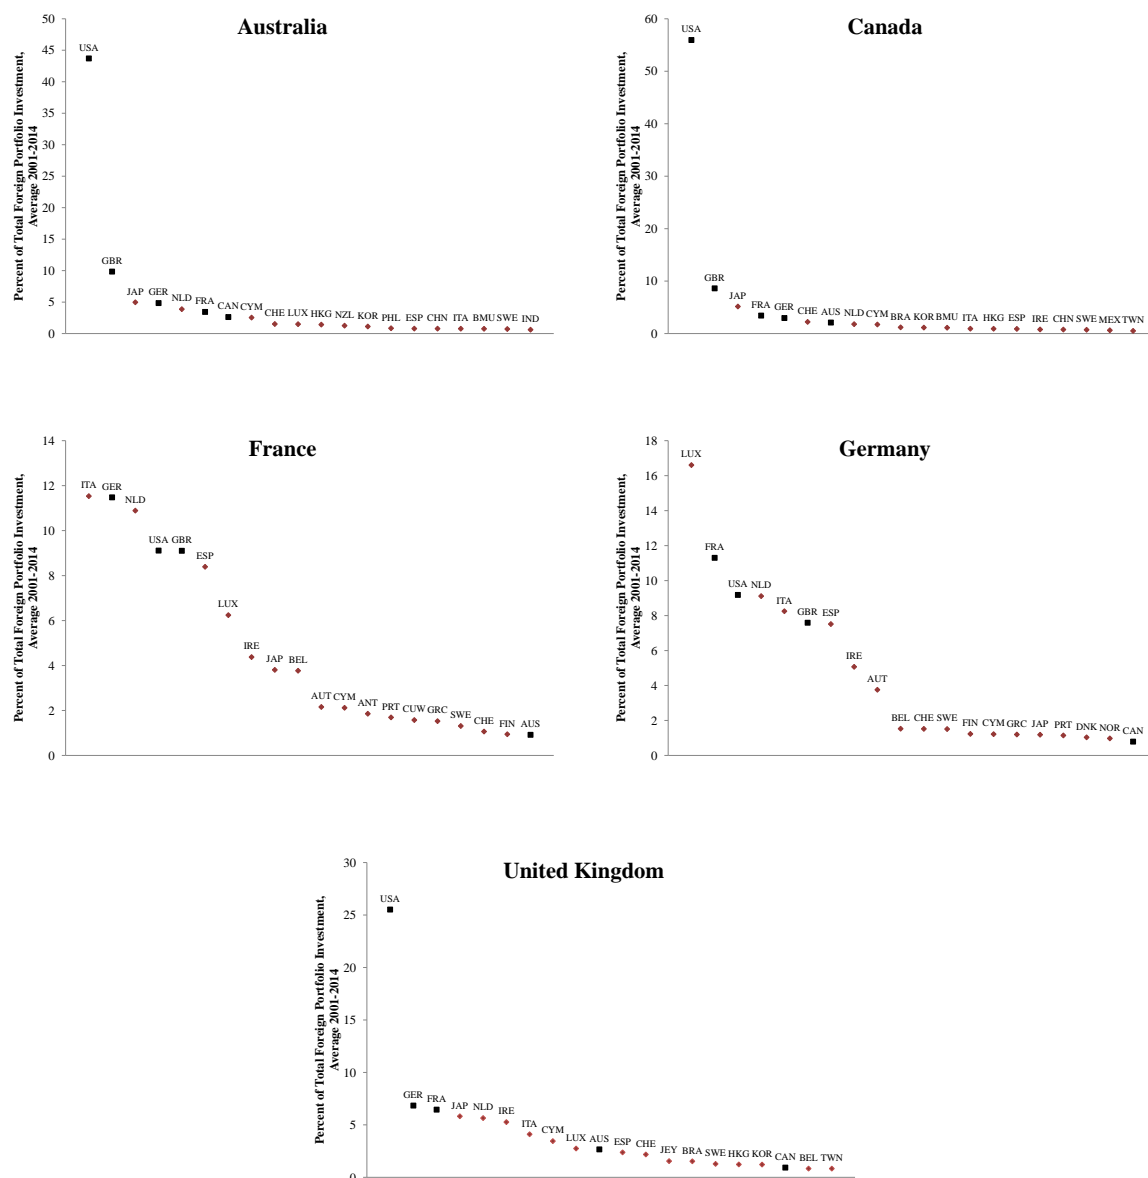 Australia
Percent of Total Foreign Portfolio Investment,
Average 2001-2014
50
45
40
35
30
25
20
15
10
5
0
USA
GBR
JAP GER NLD FRA CAN CYM CHE LUX HKG NZL KOR PHL ESP CHN ITA BMU SWE IND
Canada
Percent of Total Foreign Portfolio Investment,
Average 2001-2014
60
50
40
30
20
10
0
USA
GBR
JAP FRA GER CHE AUS NLD CYM BRA KOR BMU ITA HKG ESP IRE CHN SWE MEX TWN
France
Percent of Total Foreign Portfolio Investment,
Average 2001-2014
14
12
10
8
6
4
2
0
ITA GER NLD
USA GBR ESP
LUX
IRE JAP BEL
AUT CYM ANT PRT CUW GRC SWE CHE FIN AUS
Germany
Percent of Total Foreign Portfolio Investment,
Average 2001-2014
18
16
14
12
10
8
6
4
2
0
LUX
FRA
USA NLD ITA GBR ESP
IRE AUT
BEL CHE SWE FIN CYM GRC JAP PRT DNK NOR CAN
United Kingdom
Percent of Total Foreign Portfolio Investment,
Average 2001-2014
30
25
20
15
10
5
0
USA
GER FRA JAP NLD IRE ITA CYM LUX AUS ESP CHE JEY BRA SWE HKG KOR CAN BEL TWN